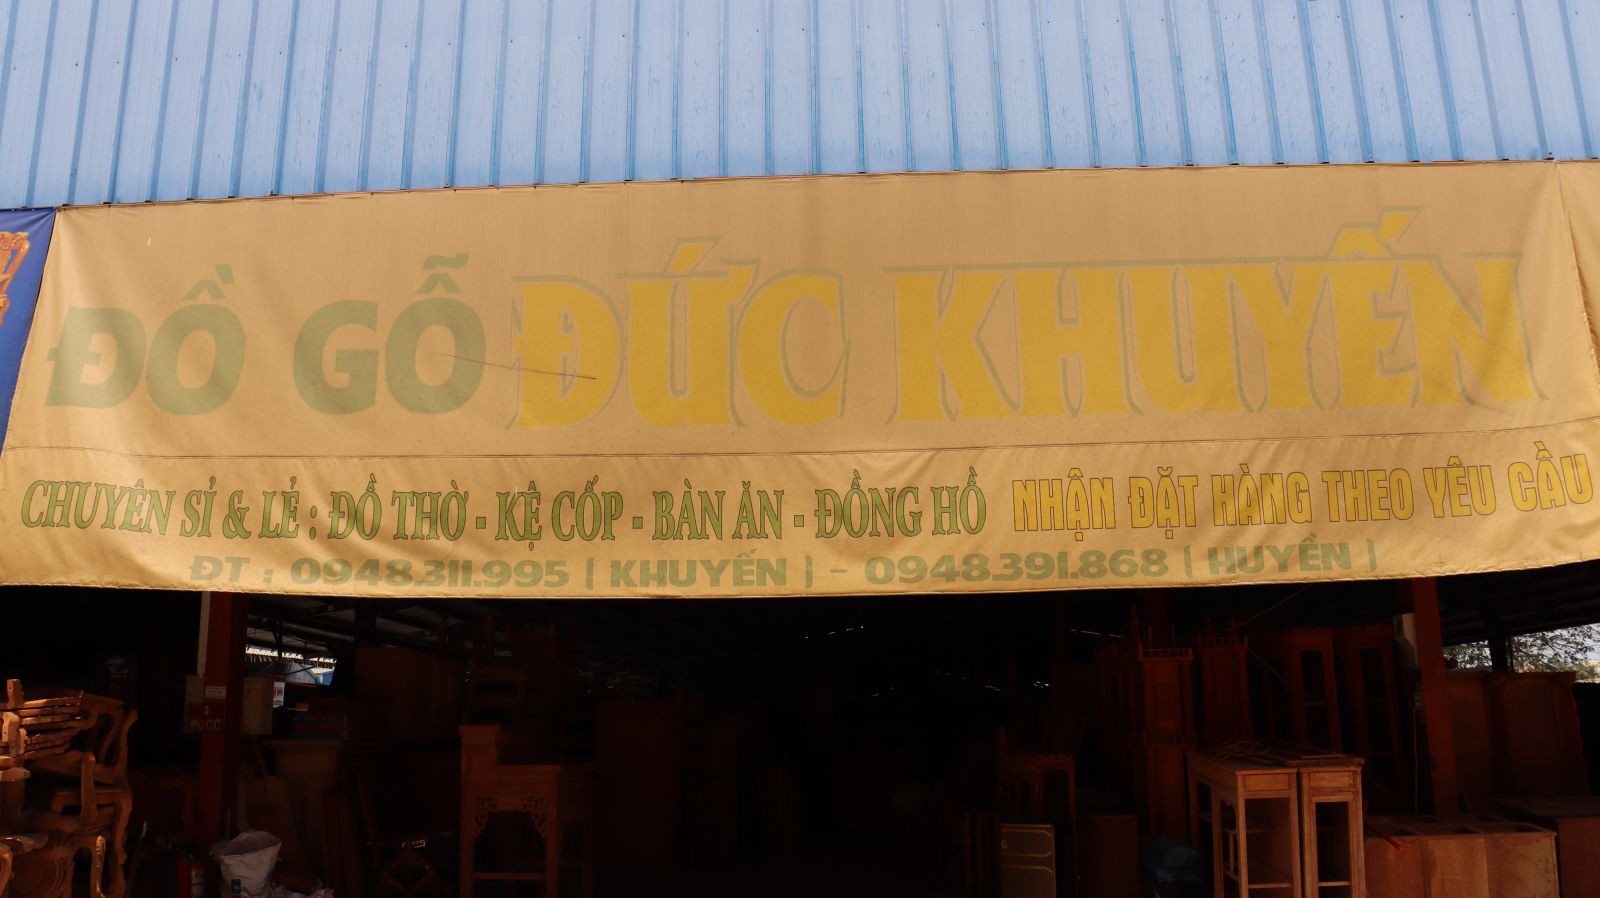 ĐỒ GỖ ĐỨC KHUYẾN
CHUYÊN SỈ & LẺ : ĐỒ THỜ - KỆ CỐP - BÀN ĂN - ĐỒNG HỒ NHẬN ĐẶT HÀNG THEO YÊU CẦU
ĐT : 0948.311.995 ( KHUYẾN ) - 0948.391.868 ( HUYỀN )
PCCC